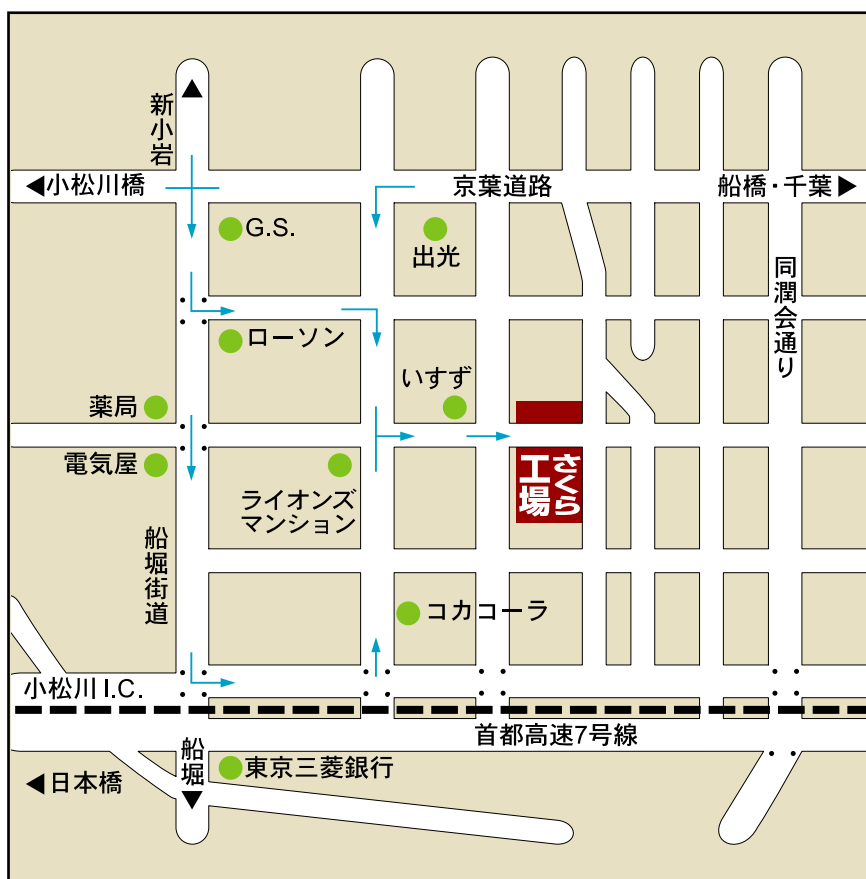 新小岩
小松川橋
京葉道路
船橋・千葉
G.S.
出光
同潤会通り
ローソン
いすず
薬局
電気屋
ライオンズ
マンション
さくら
工場
船堀街道
コカコーラ
小松川I.C.
首都高速7号線
船堀
東京三菱銀行
日本橋